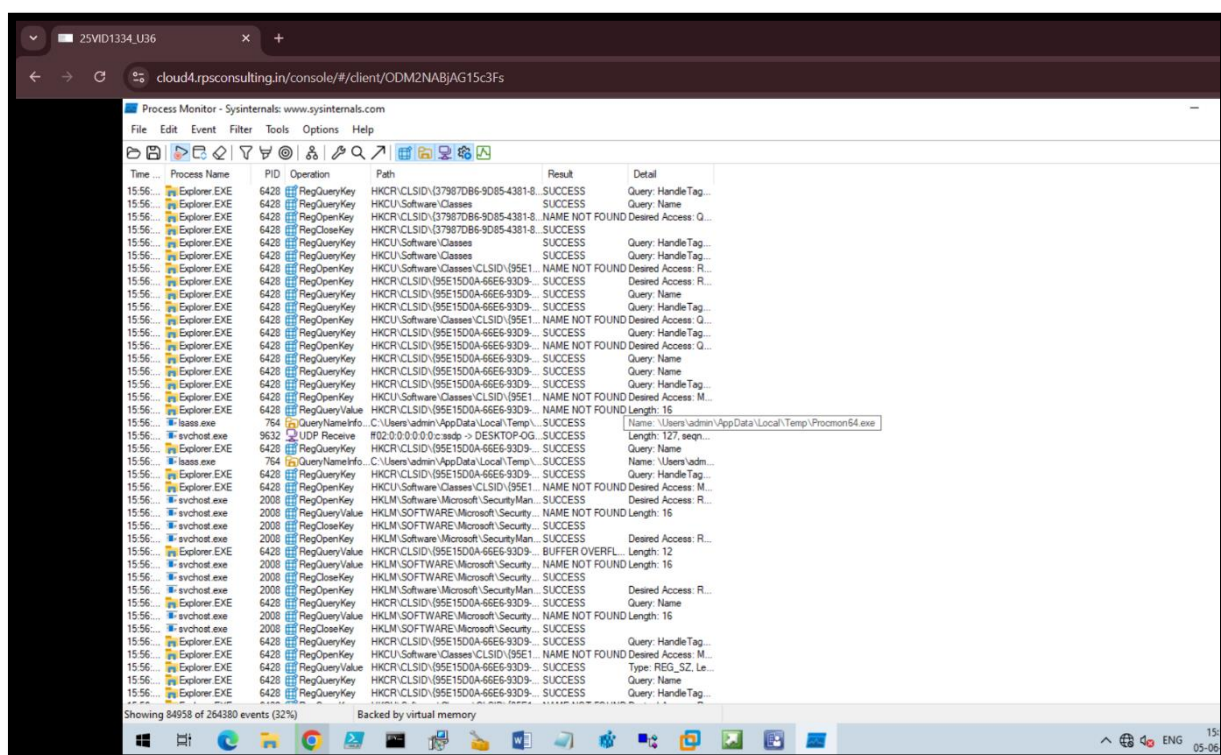 25VID1334_U36
cloud4.rpsconsulting.in/console/#/client/ODM2NABjAG15c3Fs
Process Monitor - Sysinternals: www.sysinternals.com
File Edit Event Filter Tools Options Help
Time ... Process Name PID Operation Path Result Detail
15:56:... Explorer.EXE 6428 RegQueryKey HKCR\CLSID\{37987DB6-9D85-4381-8... SUCCESS Query: HandleTag...
15:56:... Explorer.EXE 6428 RegQueryKey HKCU\Software\Classes SUCCESS Query: Name
15:56:... Explorer.EXE 6428 RegOpenKey HKCR\CLSID\{37987DB6-9D85-4381-8... NAME NOT FOUND Desired Access: Q...
15:56:... Explorer.EXE 6428 RegCloseKey HKCR\CLSID\{37987DB6-9D85-4381-8... SUCCESS
15:56:... Explorer.EXE 6428 RegQueryKey HKCU\Software\Classes SUCCESS Query: HandleTag...
15:56:... Explorer.EXE 6428 RegQueryKey HKCU\Software\Classes SUCCESS Query: HandleTag...
15:56:... Explorer.EXE 6428 RegOpenKey HKCU\Software\Classes\CLSID\{95E1... NAME NOT FOUND Desired Access: R...
15:56:... Explorer.EXE 6428 RegOpenKey HKCR\CLSID\{95E15D0A-66E6-93D9-... SUCCESS Desired Access: R...
15:56:... Explorer.EXE 6428 RegQueryKey HKCR\CLSID\{95E15D0A-66E6-93D9-... SUCCESS Query: Name
15:56:... Explorer.EXE 6428 RegQueryKey HKCR\CLSID\{95E15D0A-66E6-93D9-... SUCCESS Query: HandleTag...
15:56:... Explorer.EXE 6428 RegOpenKey HKCU\Software\Classes\CLSID\{95E1... NAME NOT FOUND Desired Access: Q...
15:56:... Explorer.EXE 6428 RegQueryKey HKCR\CLSID\{95E15D0A-66E6-93D9-... SUCCESS Query: HandleTag...
15:56:... Explorer.EXE 6428 RegOpenKey HKCR\CLSID\{95E15D0A-66E6-93D9-... NAME NOT FOUND Desired Access: Q...
15:56:... Explorer.EXE 6428 RegQueryKey HKCR\CLSID\{95E15D0A-66E6-93D9-... SUCCESS Query: Name
15:56:... Explorer.EXE 6428 RegQueryKey HKCR\CLSID\{95E15D0A-66E6-93D9-... SUCCESS Query: Name
15:56:... Explorer.EXE 6428 RegQueryKey HKCR\CLSID\{95E15D0A-66E6-93D9-... SUCCESS Query: HandleTag...
15:56:... Explorer.EXE 6428 RegOpenKey HKCU\Software\Classes\CLSID\{95E1... NAME NOT FOUND Desired Access: M...
15:56:... Explorer.EXE 6428 RegQueryValue HKCR\CLSID\{95E15D0A-66E6-93D9-... NAME NOT FOUND Length: 16
15:56:... lsass.exe 764 QueryNameInfo... C:\Users\admin\AppData\Local\Temp\... SUCCESS Name: \Users\admin\AppData\Local\Temp\Procmon64.exe
15:56:... svchost.exe 9632 UDP Receive ff02:0:0:0:0:0:0:c:ssdp -> DESKTOP-OG... SUCCESS Length: 127, seqn...
15:56:... Explorer.EXE 6428 RegQueryKey HKCR\CLSID\{95E15D0A-66E6-93D9-... SUCCESS Query: Name
15:56:... lsass.exe 764 QueryNameInfo... C:\Users\admin\AppData\Local\Temp\... SUCCESS Name: \Users\adm...
15:56:... Explorer.EXE 6428 RegQueryKey HKCR\CLSID\{95E15D0A-66E6-93D9-... SUCCESS Query: HandleTag...
15:56:... Explorer.EXE 6428 RegOpenKey HKCU\Software\Classes\CLSID\{95E1... NAME NOT FOUND Desired Access: M...
15:56:... svchost.exe 2008 RegOpenKey HKLM\Software\Microsoft\SecurityMan... SUCCESS Desired Access: R...
15:56:... svchost.exe 2008 RegQueryValue HKLM\SOFTWARE\Microsoft\Security... NAME NOT FOUND Length: 16
15:56:... svchost.exe 2008 RegCloseKey HKLM\SOFTWARE\Microsoft\Security... SUCCESS
15:56:... svchost.exe 2008 RegOpenKey HKLM\Software\Microsoft\SecurityMan... SUCCESS Desired Access: R...
15:56:... Explorer.EXE 6428 RegQueryValue HKCR\CLSID\{95E15D0A-66E6-93D9-... BUFFER OVERFL... Length: 12
15:56:... svchost.exe 2008 RegQueryValue HKLM\SOFTWARE\Microsoft\Security... NAME NOT FOUND Length: 16
15:56:... svchost.exe 2008 RegCloseKey HKLM\SOFTWARE\Microsoft\Security... SUCCESS
15:56:... svchost.exe 2008 RegOpenKey HKLM\Software\Microsoft\SecurityMan... SUCCESS Desired Access: R...
15:56:... Explorer.EXE 6428 RegQueryKey HKCR\CLSID\{95E15D0A-66E6-93D9-... SUCCESS Query: Name
15:56:... svchost.exe 2008 RegQueryValue HKLM\SOFTWARE\Microsoft\Security... NAME NOT FOUND Length: 16
15:56:... svchost.exe 2008 RegCloseKey HKLM\SOFTWARE\Microsoft\Security... SUCCESS
15:56:... Explorer.EXE 6428 RegQueryKey HKCR\CLSID\{95E15D0A-66E6-93D9-... SUCCESS Query: HandleTag...
15:56:... Explorer.EXE 6428 RegOpenKey HKCU\Software\Classes\CLSID\{95E1... NAME NOT FOUND Desired Access: M...
15:56:... Explorer.EXE 6428 RegQueryValue HKCR\CLSID\{95E15D0A-66E6-93D9-... SUCCESS Type: REG_SZ, Le...
15:56:... Explorer.EXE 6428 RegQueryKey HKCR\CLSID\{95E15D0A-66E6-93D9-... SUCCESS Query: Name
15:56:... Explorer.EXE 6428 RegQueryKey HKCR\CLSID\{95E15D0A-66E6-93D9-... SUCCESS Query: HandleTag...
Showing 84958 of 264380 events (32%) Backed by virtual memory
ENG
15:
05-06